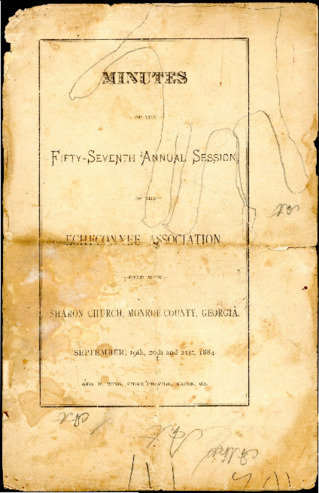 MINUTES
OF THE
FIFTY-SEVENTH ANNUAL SESSION,
OF THE
ECHECONNEE ASSOCIATION
HELD WITH
SHARON CHURCH, MONROE COUNTY, GEORGIA,
SEPTEMBER, 19th, 20th and 21st, 1884.